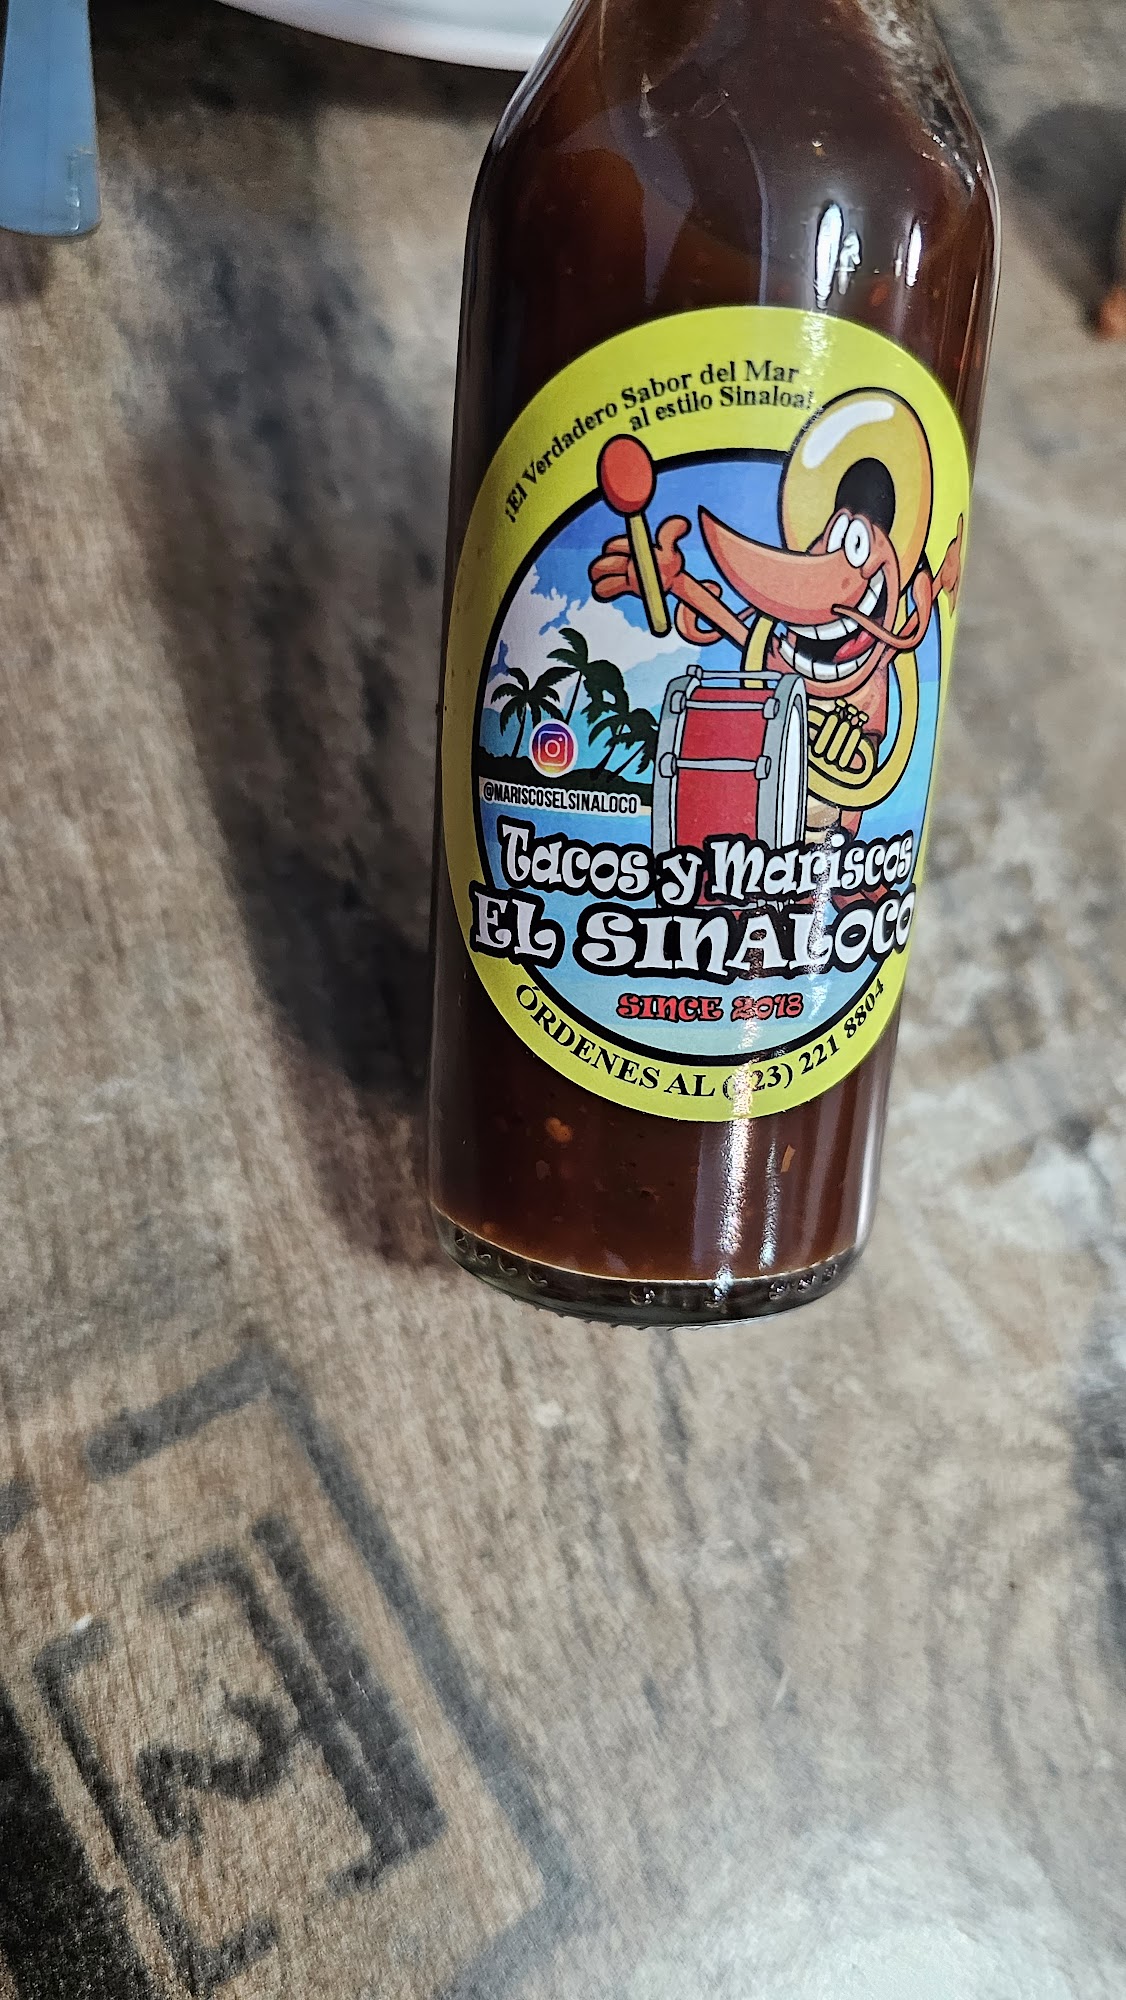 ¡El Verdadero Sabor del Mar
al estilo Sinaloa!
@MARISCOSELSINALOCO
Tacos y Mariscos
EL SINALOCO
SINCE 2018
ÓRDENES AL 221 8804